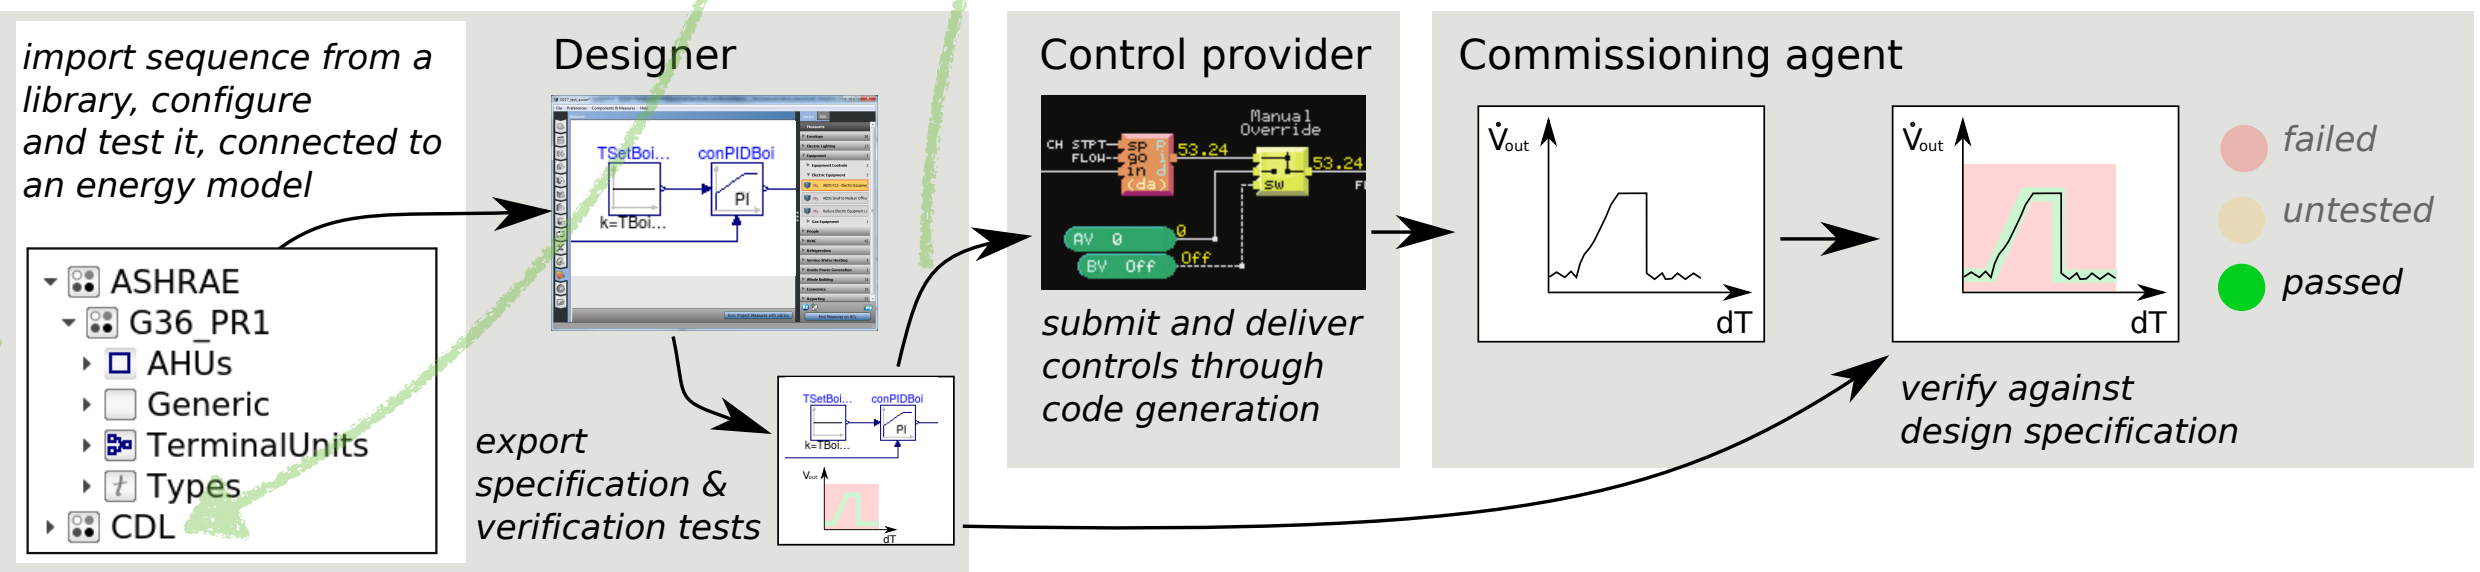 import sequence from a
library, configure
and test it, connected to
an energy model
ASHRAE
G36_PR1
AHUs
Generic
TerminalUnits
Types
CDL
Designer
TSetBoi...
conPIDBoi
PI
k=TBoi...
export
specification &
verification tests
TSetBoi...
conPIDBoi
PI
k=TBoi...
V̇out
dT
Control provider
Manual
Override
CH STPT
FLOW
sp P
go i
in d
(da)
53.24
SW
53.24
AV 0
0
BV Off
Off
submit and deliver
controls through
code generation
Commissioning agent
V̇out
dT
V̇out
dT
failed
untested
passed
verify against
design specification